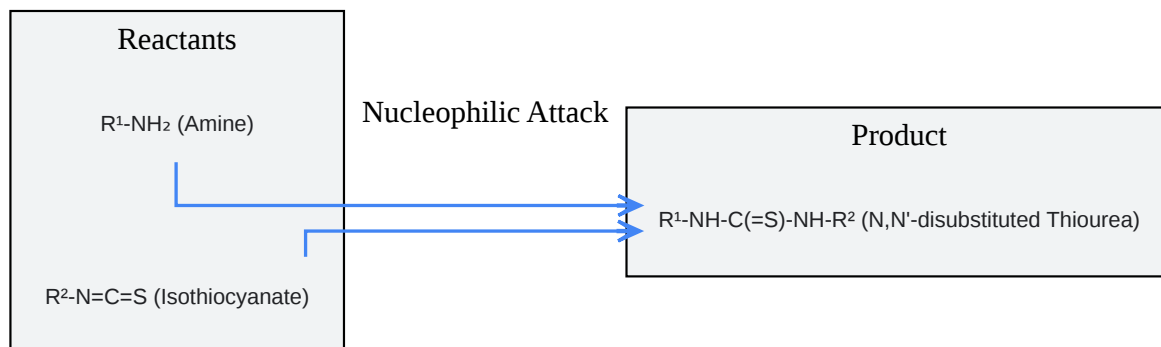 Reactants
R¹-NH₂ (Amine)
R²-N=C=S (Isothiocyanate)
Nucleophilic Attack
Product
R¹-NH-C(=S)-NH-R² (N,N'-disubstituted Thiourea)